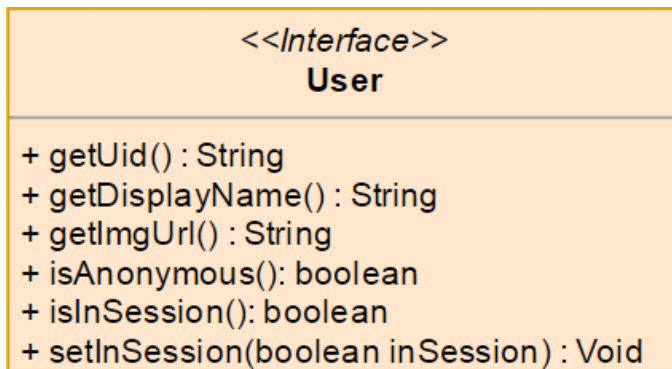 <<Interface>>
User
+ getUid() : String
+ getDisplayName() : String
+ getImgUrl() : String
+ isAnonymous(): boolean
+ isInSession(): boolean
+ setInSession(boolean inSession) : Void